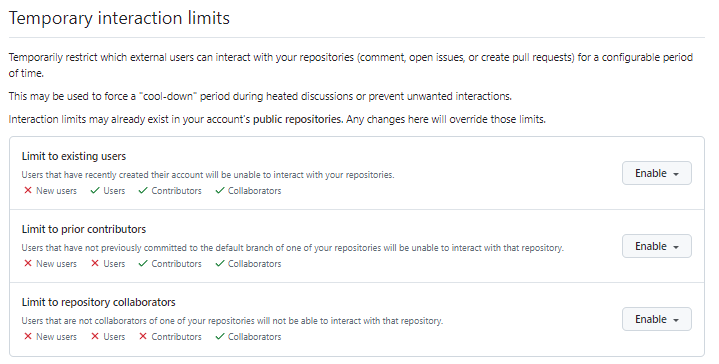 Temporary interaction limits
Temporarily restrict which external users can interact with your repositories (comment, open issues, or create pull requests) for a configurable period
of time.
This may be used to force a "cool-down" period during heated discussions or prevent unwanted interactions.
Interaction limits may already exist in your account's public repositories. Any changes here will override those limits.
Limit to existing users
Users that have recently created their account will be unable to interact with your repositories.
New users Users Contributors Collaborators
Enable
Limit to prior contributors
Users that have not previously committed to the default branch of one of your repositories will be unable to interact with that repository.
New users Users Contributors Collaborators
Enable
Limit to repository collaborators
Users that are not collaborators of one of your repositories will not be able to interact with that repository.
New users Users Contributors Collaborators
Enable